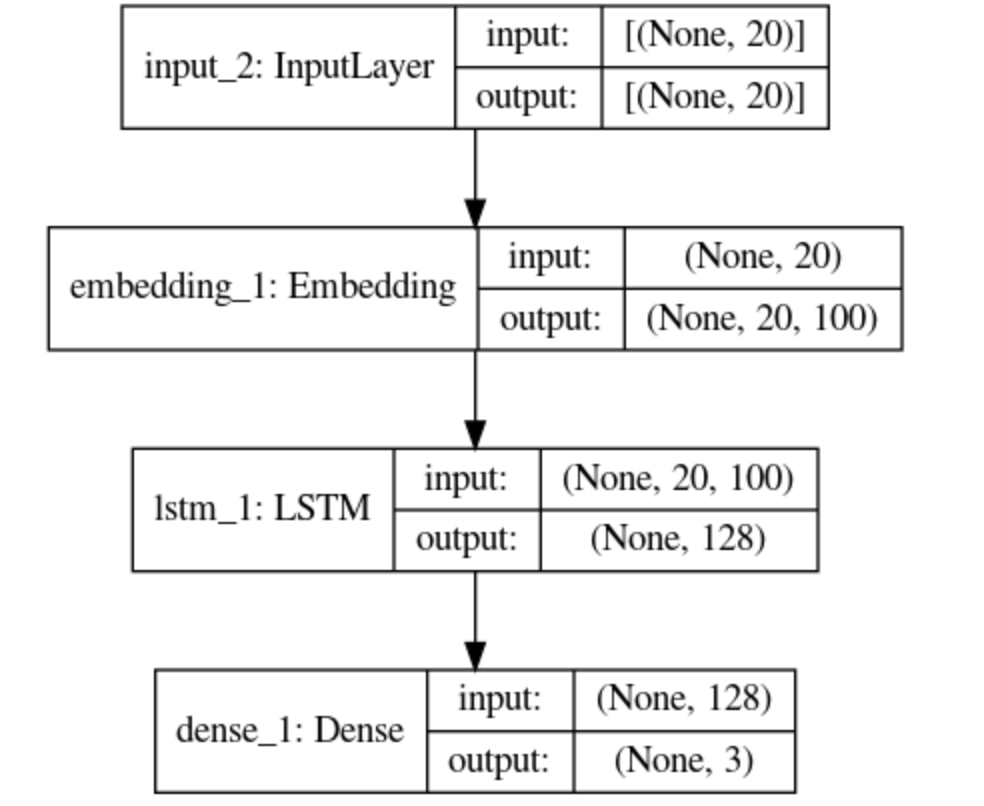 input_2: InputLayer
input:
[(None, 20)]
output:
[(None, 20)]
embedding_1: Embedding
input:
(None, 20)
output:
(None, 20, 100)
lstm_1: LSTM
input:
(None, 20, 100)
output:
(None, 128)
dense_1: Dense
input:
(None, 128)
output:
(None, 3)